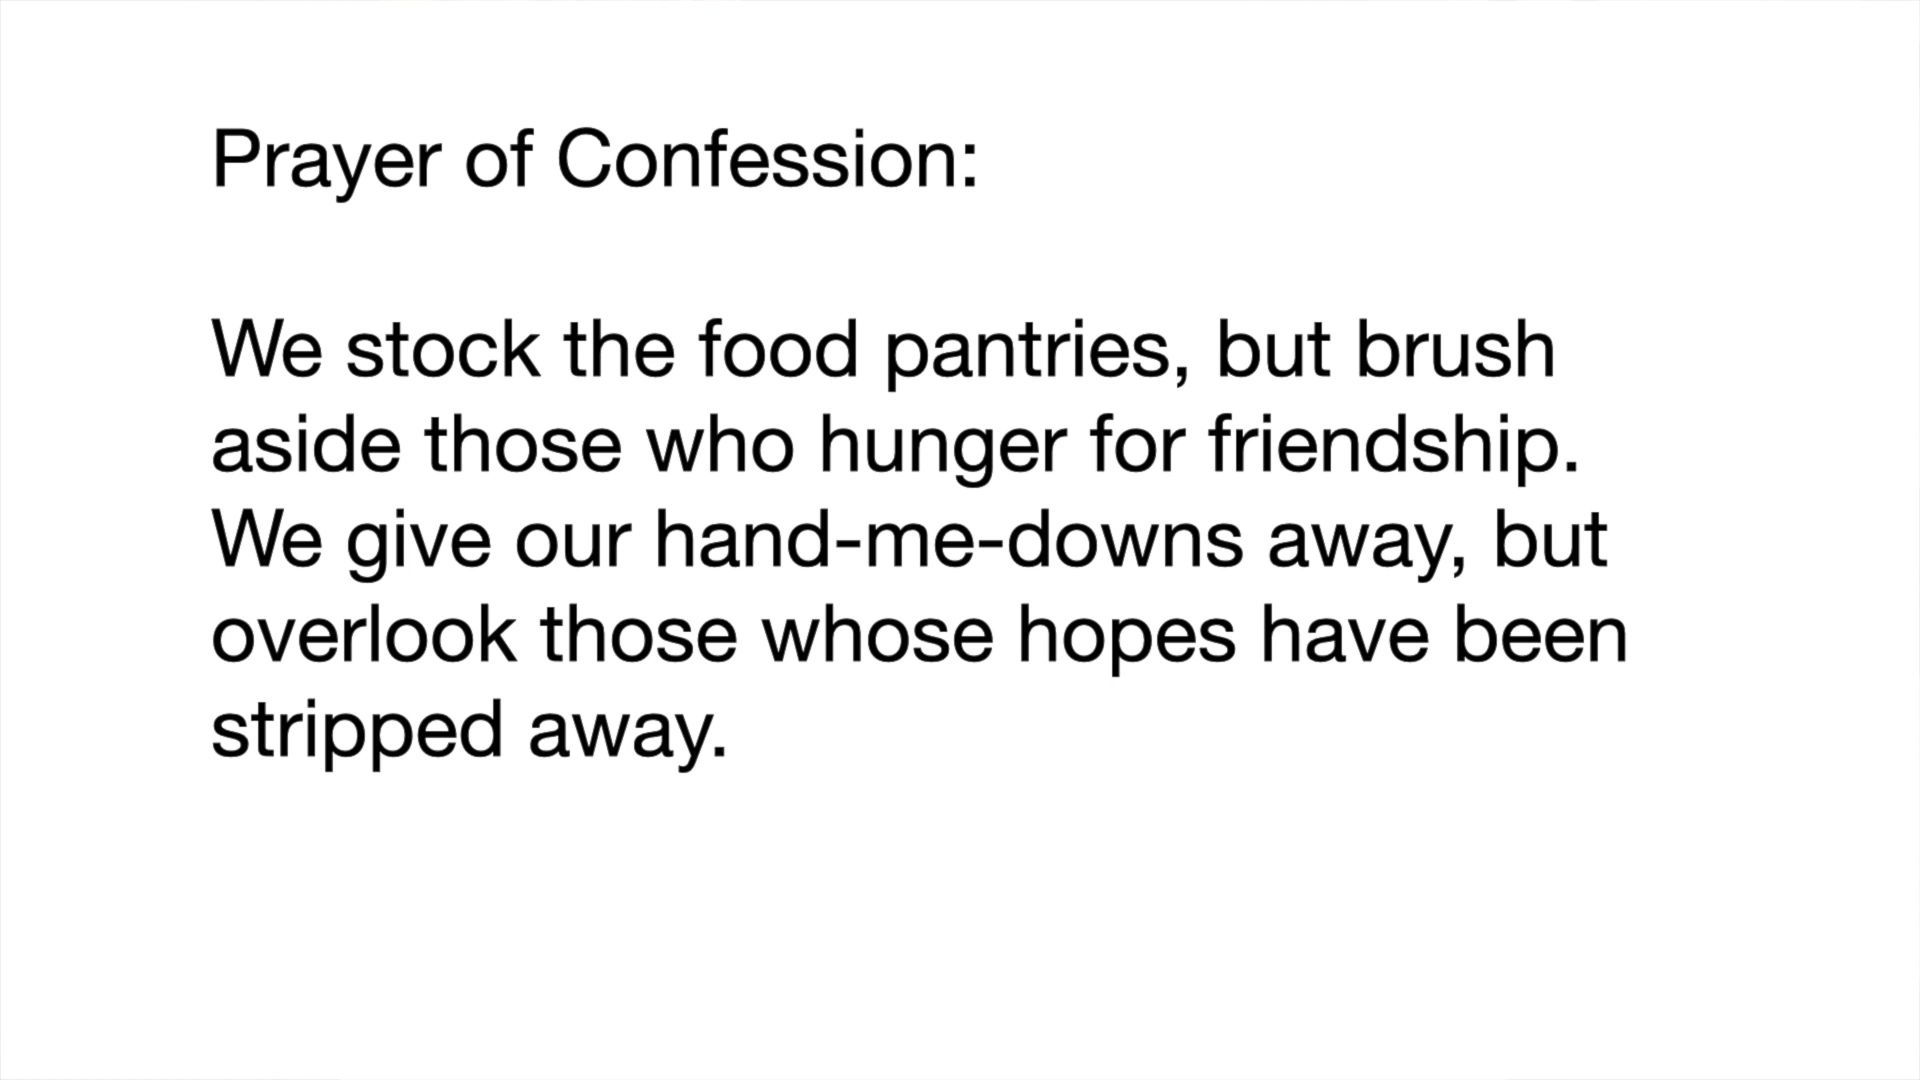 Prayer of Confession:
We stock the food pantries, but brush
aside those who hunger for friendship.
We give our hand-me-downs away, but
overlook those whose hopes have been
stripped away.